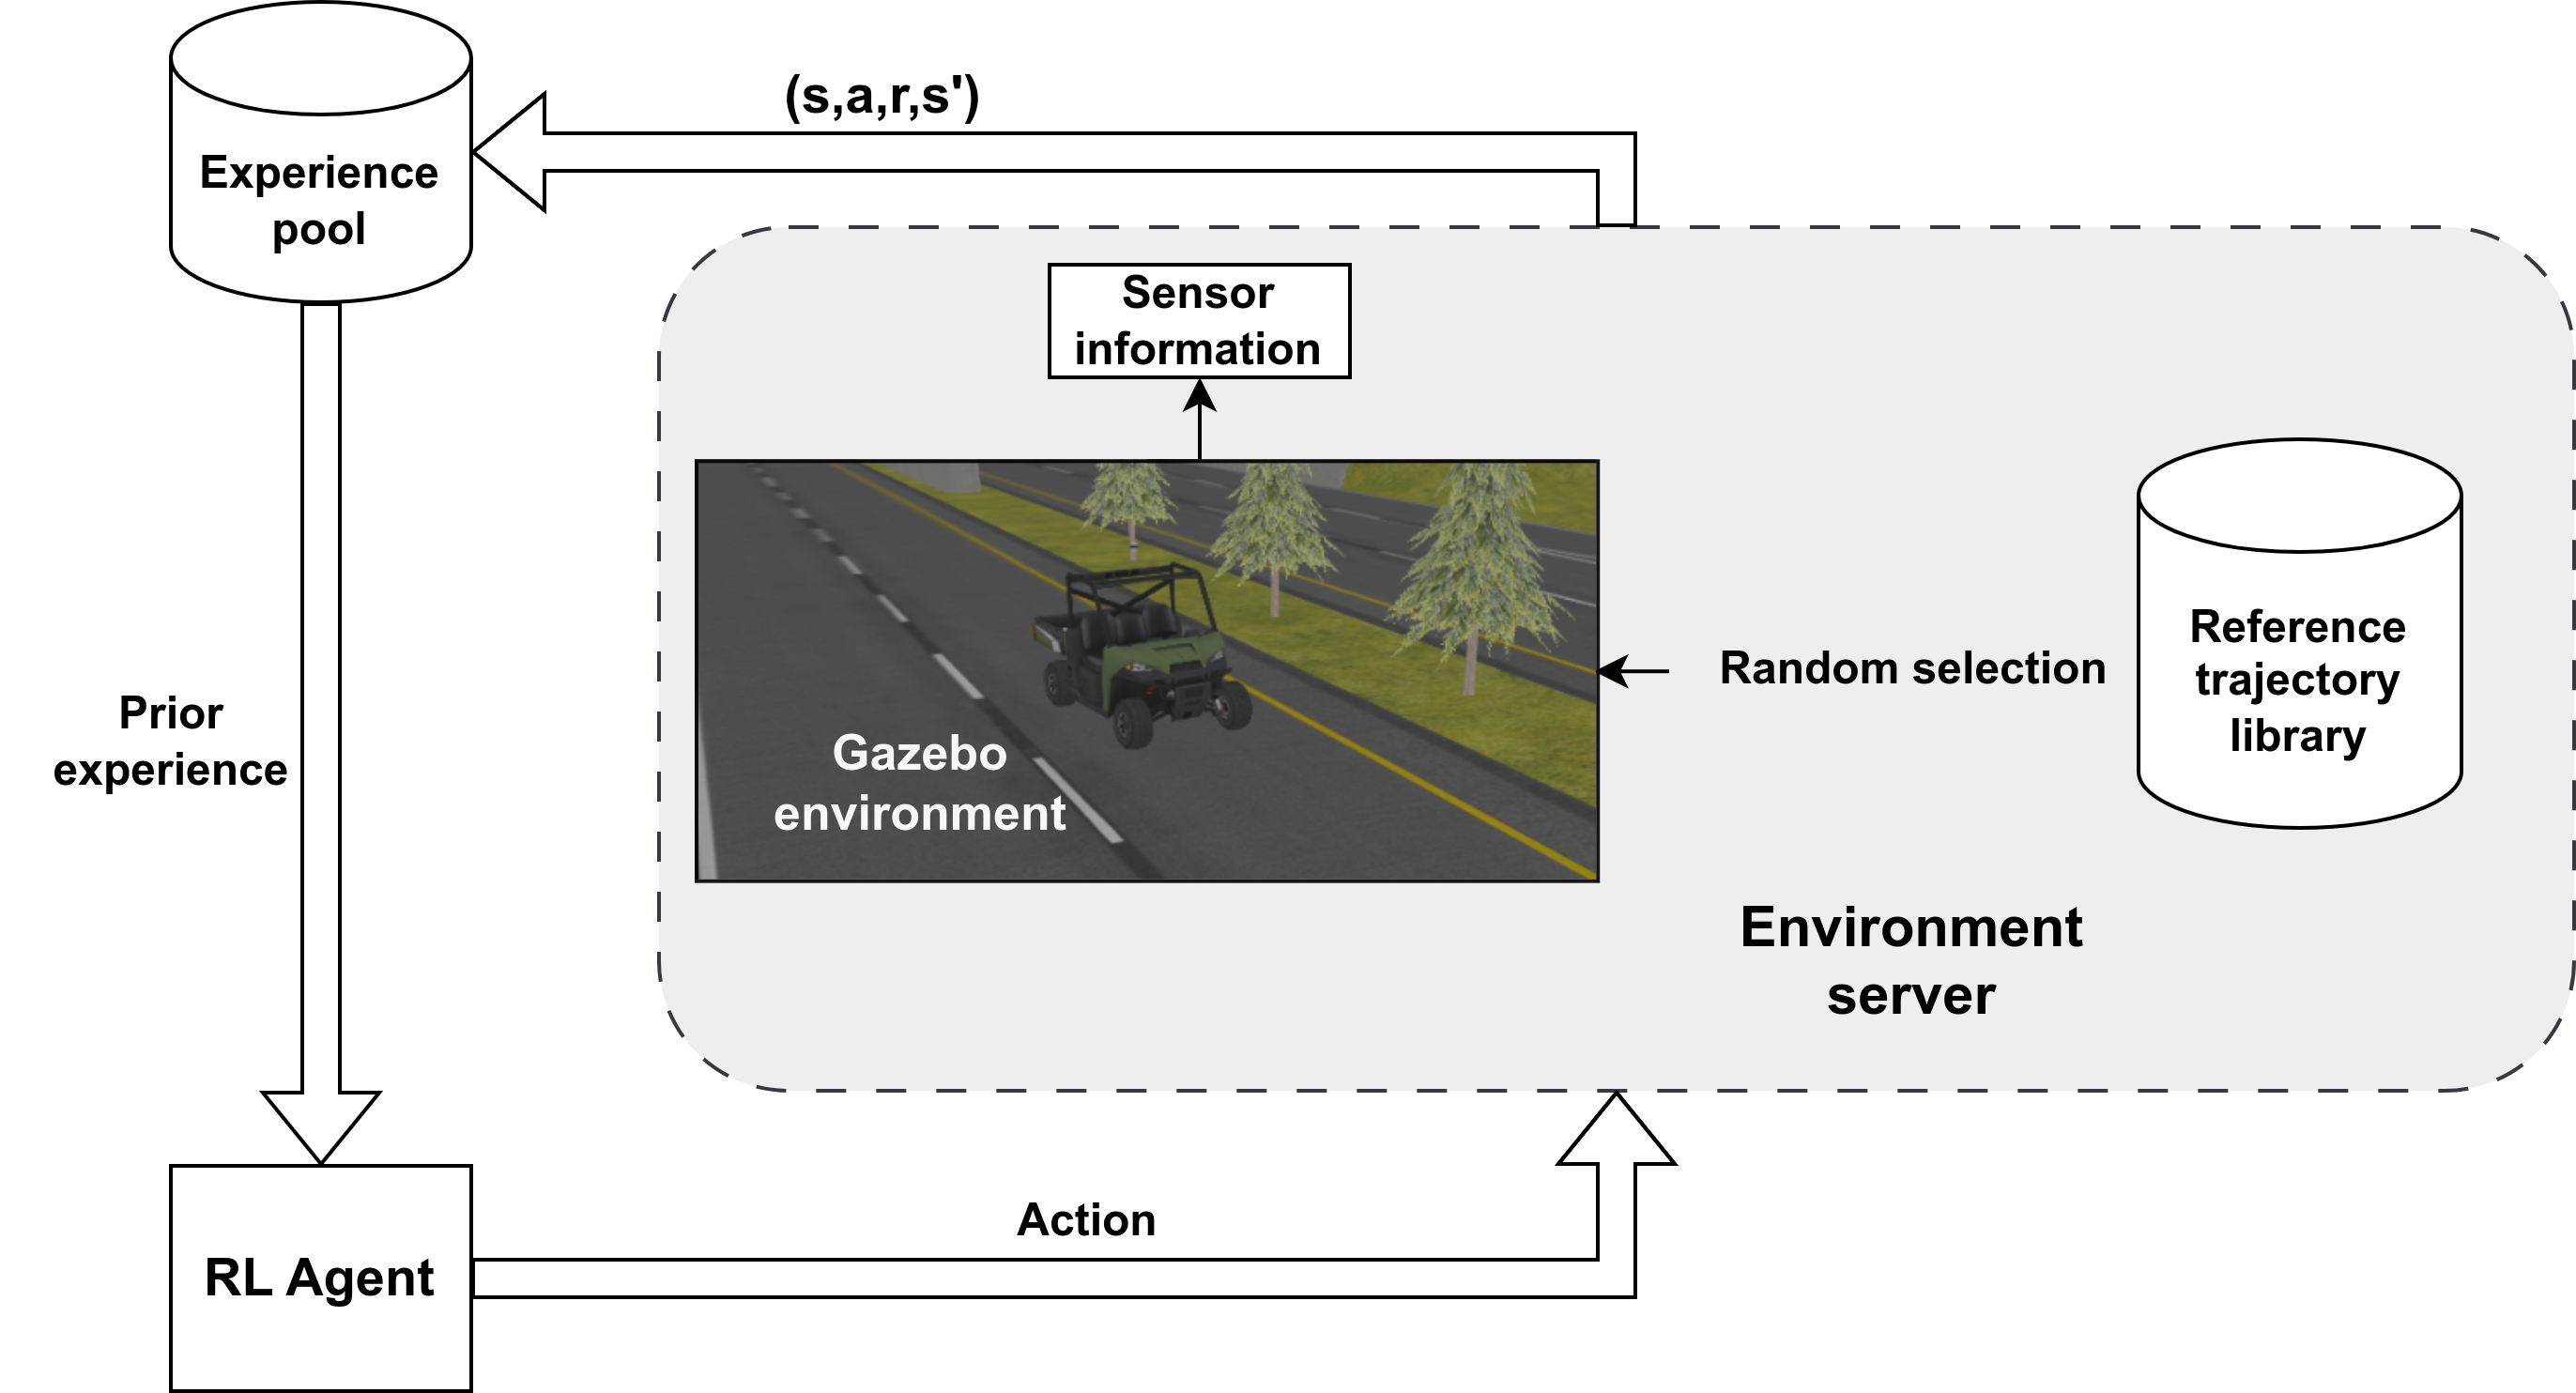 (s,a,r,s')
Experience
pool
Sensor
information
Prior
experience
Gazebo
environment
Random selection
Reference
trajectory
library
Environment
server
Action
RL Agent